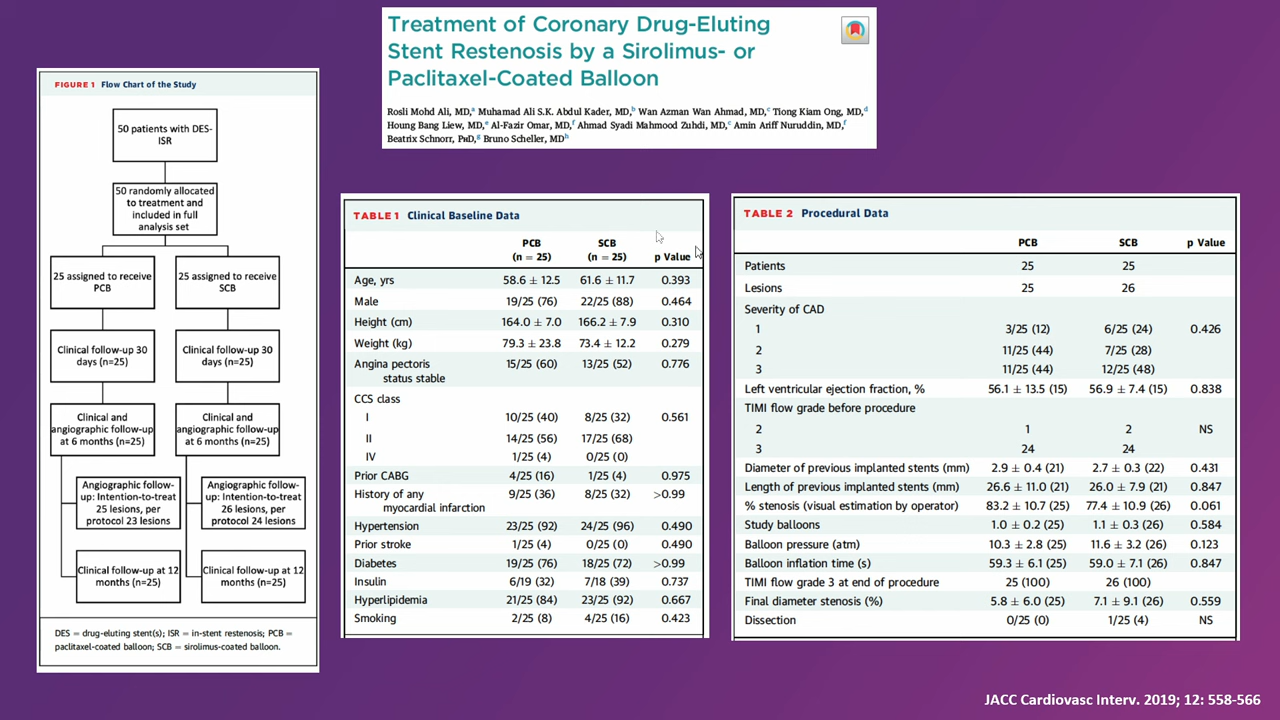 Treatment of Coronary Drug-Eluting
Stent Restenosis by a Sirolimus- or
Paclitaxel-Coated Balloon
Rosli Mohd Ali, MD,a Muhamad Ali S.K. Abdul Kader, MD,b Wan Azman Wan Ahmad, MD,c Tiong Kiam Ong, MD,d
Houng Bang Liew, MD,e Al-Fazir Omar, MD,f Ahmad Syadi Mahmood Zuhdi, MD,c Amin Ariff Nuruddin, MD,f
Beatrix Schnorr, PHD,g Bruno Scheller, MDh
FIGURE 1 Flow Chart of the Study
50 patients with DES-
ISR
50 randomly allocated
to treatment and
included in full
analysis set
25 assigned to receive
PCB
25 assigned to receive
SCB
Clinical follow-up 30
days (n=25)
Clinical follow-up 30
days (n=25)
Clinical and
angiographic follow-up
at 6 months (n=25)
Clinical and
angiographic follow-up
at 6 months (n=25)
Angiographic follow-
up: Intention-to-treat
25 lesions, per
protocol 23 lesions
Angiographic follow-
up: Intention-to-treat
26 lesions, per
protocol 24 lesions
Clinical follow-up at 12
months (n=25)
Clinical follow-up at 12
months (n=25)
DES = drug-eluting stent(s); ISR = in-stent restenosis; PCB =
paclitaxel-coated balloon; SCB = sirolimus-coated balloon.
TABLE 1 Clinical Baseline Data
PCB SCB
(n = 25) (n = 25) p Value
Age, yrs 58.6 ± 12.5 61.6 ± 11.7 0.393
Male 19/25 (76) 22/25 (88) 0.464
Height (cm) 164.0 ± 7.0 166.2 ± 7.9 0.310
Weight (kg) 79.3 ± 23.8 73.4 ± 12.2 0.279
Angina pectoris 15/25 (60) 13/25 (52) 0.776
status stable
CCS class
I 10/25 (40) 8/25 (32) 0.561
II 14/25 (56) 17/25 (68)
IV 1/25 (4) 0/25 (0)
Prior CABG 4/25 (16) 1/25 (4) 0.975
History of any 9/25 (36) 8/25 (32) >0.99
myocardial infarction
Hypertension 23/25 (92) 24/25 (96) 0.490
Prior stroke 1/25 (4) 0/25 (0) 0.490
Diabetes 19/25 (76) 18/25 (72) >0.99
Insulin 6/19 (32) 7/18 (39) 0.737
Hyperlipidemia 21/25 (84) 23/25 (92) 0.667
Smoking 2/25 (8) 4/25 (16) 0.423
TABLE 2 Procedural Data
PCB SCB p Value
Patients 25 25
Lesions 25 26
Severity of CAD
1 3/25 (12) 6/25 (24) 0.426
2 11/25 (44) 7/25 (28)
3 11/25 (44) 12/25 (48)
Left ventricular ejection fraction, % 56.1 ± 13.5 (15) 56.9 ± 7.4 (15) 0.838
TIMI flow grade before procedure
2 1 2 NS
3 24 24
Diameter of previous implanted stents (mm) 2.9 ± 0.4 (21) 2.7 ± 0.3 (22) 0.431
Length of previous implanted stents (mm) 26.6 ± 11.0 (21) 26.0 ± 7.9 (21) 0.847
% stenosis (visual estimation by operator) 83.2 ± 10.7 (25) 77.4 ± 10.9 (26) 0.061
Study balloons 1.0 ± 0.2 (25) 1.1 ± 0.3 (26) 0.584
Balloon pressure (atm) 10.3 ± 2.8 (25) 11.6 ± 3.2 (26) 0.123
Balloon inflation time (s) 59.3 ± 6.1 (25) 59.0 ± 7.1 (26) 0.847
TIMI flow grade 3 at end of procedure 25 (100) 26 (100)
Final diameter stenosis (%) 5.8 ± 6.0 (25) 7.1 ± 9.1 (26) 0.559
Dissection 0/25 (0) 1/25 (4) NS
JACC Cardiovasc Interv. 2019; 12: 558-566